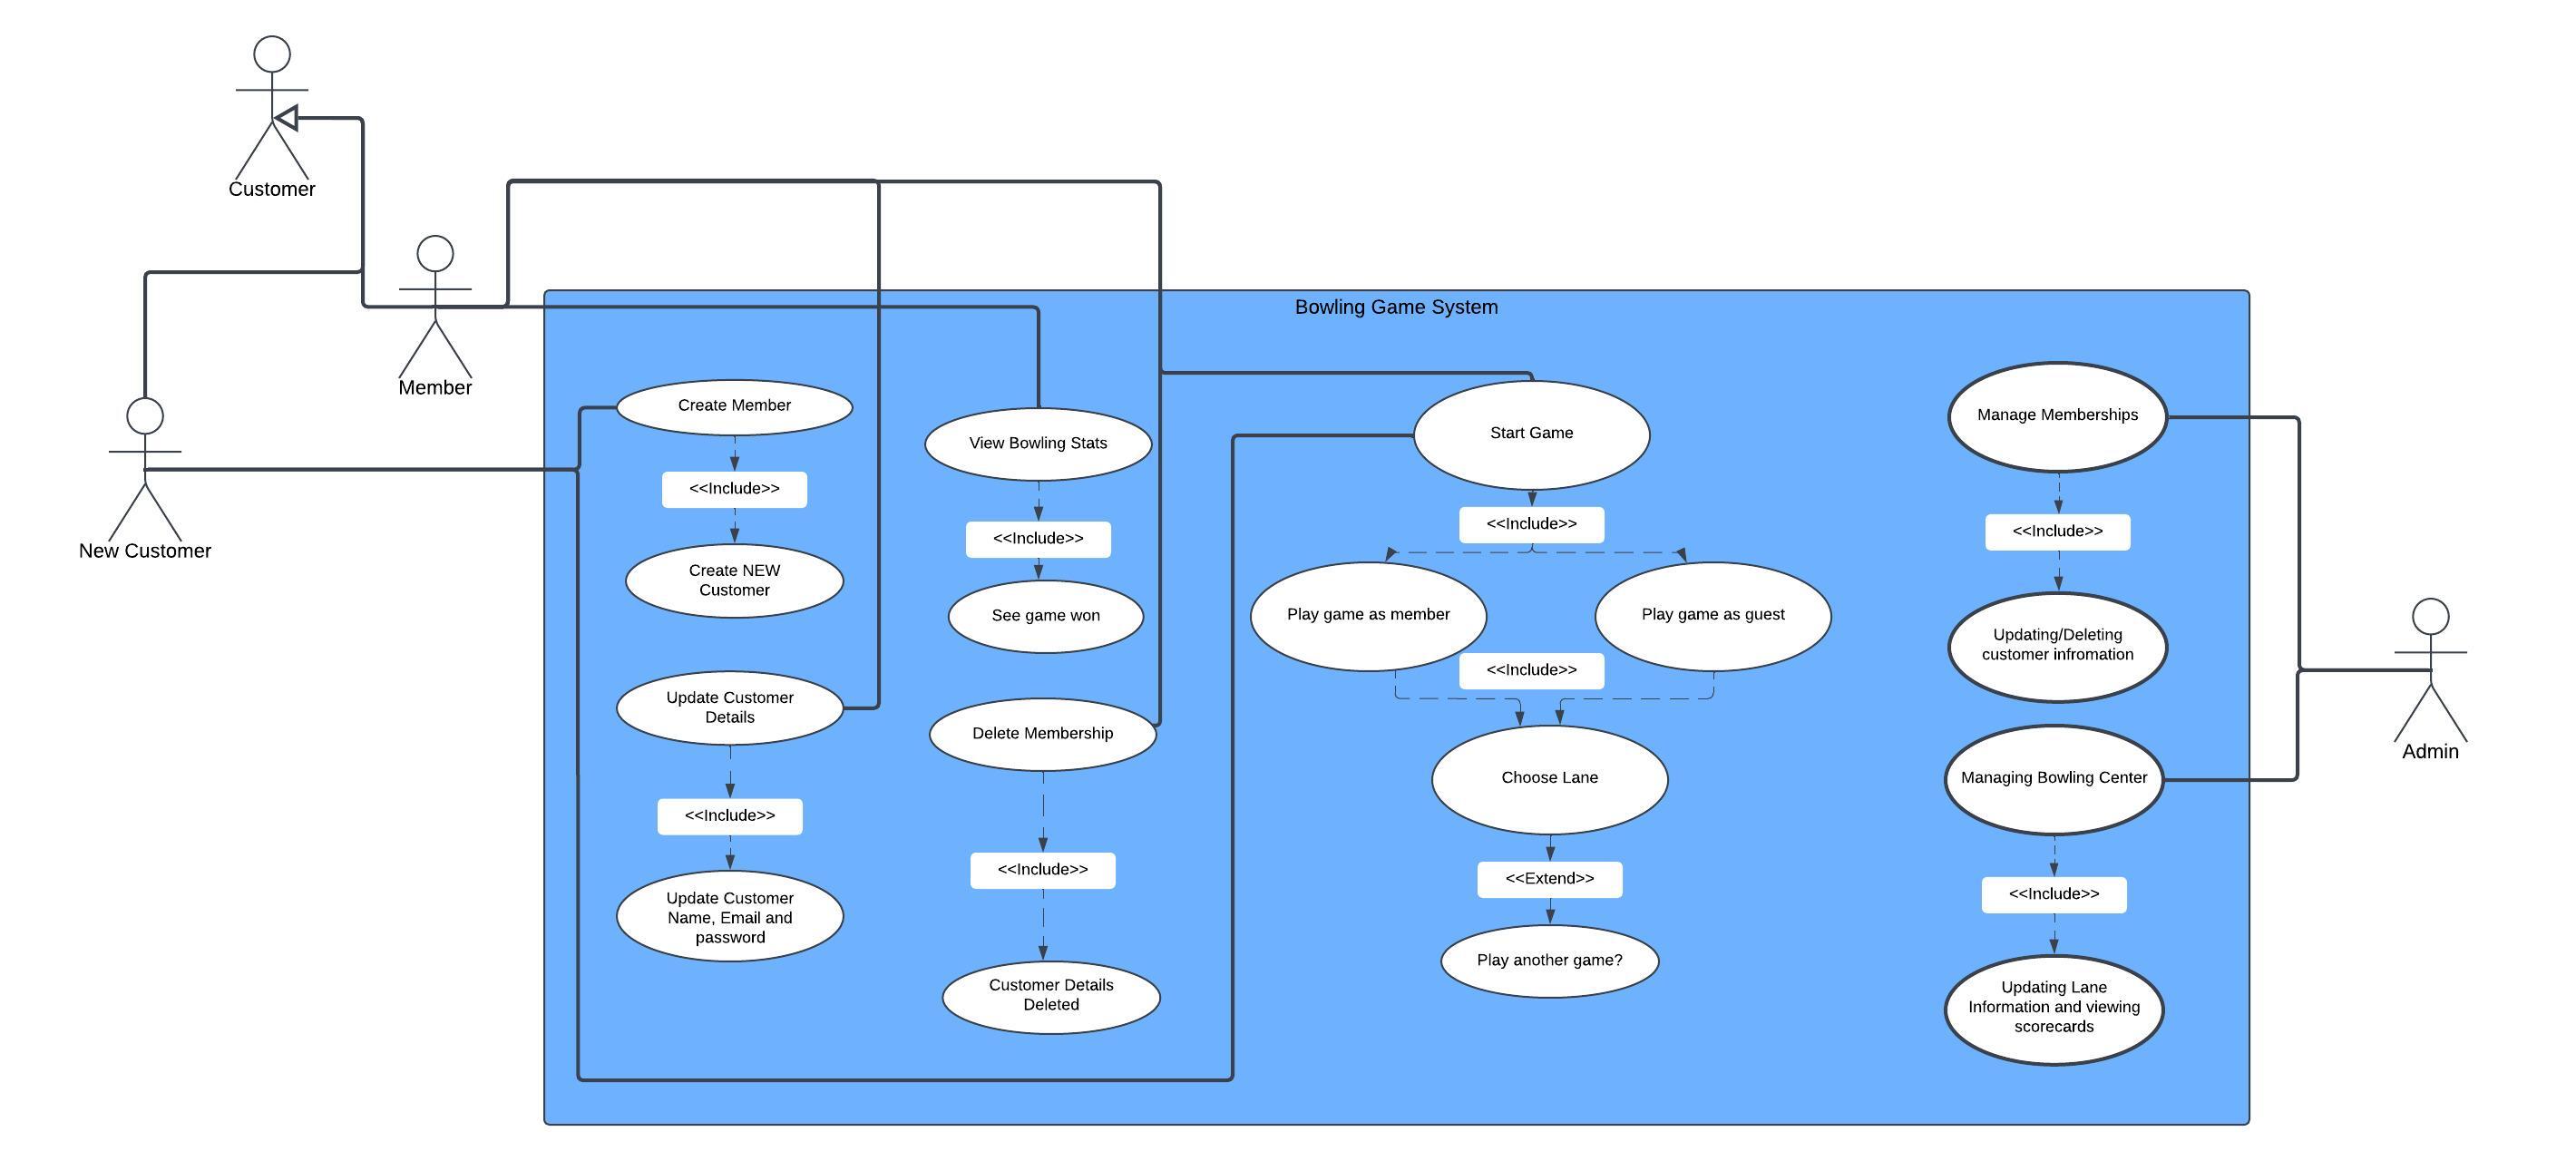 Customer
Member
New Customer
Bowling Game System
Create Member
<<Include>>
Create NEW
Customer
Update Customer
Details
<<Include>>
Update Customer
Name, Email and
password
View Bowling Stats
<<Include>>
See game won
Delete Membership
<<Include>>
Customer Details
Deleted
Start Game
<<Include>>
Play game as member
Play game as guest
<<Include>>
Choose Lane
<<Extend>>
Play another game?
Manage Memberships
<<Include>>
Updating/Deleting
customer infromation
Managing Bowling Center
<<Include>>
Updating Lane
Information and viewing
scorecards
Admin